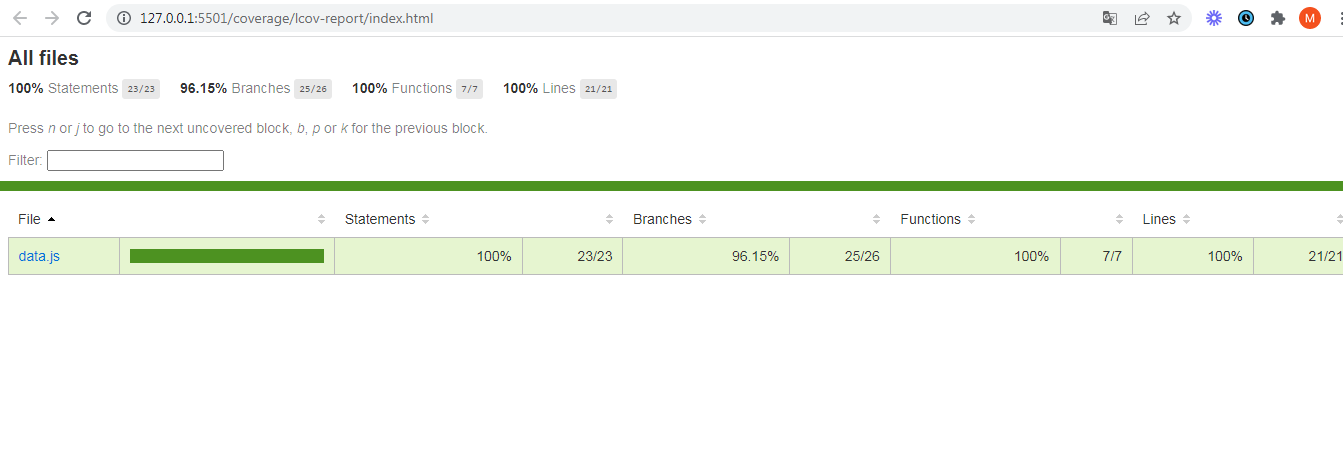 127.0.0.1:5501/coverage/lcov-report/index.html M
All files
100% Statements 23/23 96.15% Branches 25/26 100% Functions 7/7 100% Lines 21/21
Press n or j to go to the next uncovered block, b, p or k for the previous block.
Filter:
File Statements Branches Functions Lines
data.js 100% 23/23 96.15% 25/26 100% 7/7 100% 21/21